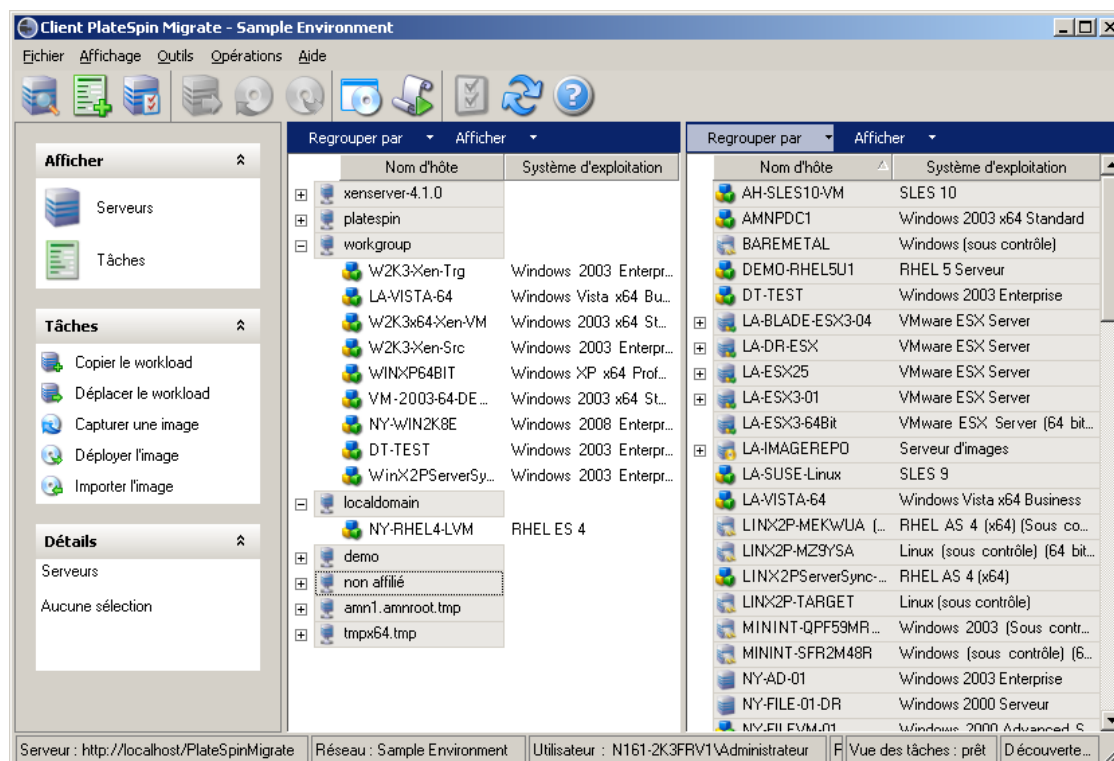 Client PlateSpin Migrate - Sample Environment
Fichier Affichage Outils Opérations Aide
Afficher
Serveurs
Tâches
Tâches
Copier le workload
Déplacer le workload
Capturer une image
Déployer l'image
Importer l'image
Détails
Serveurs
Aucune sélection
Regrouper par Afficher
Nom d'hôte Système d'exploitation
xenserver-4.1.0
platespin
workgroup
W2K3-Xen-Trg Windows 2003 Enterpr...
LA-VISTA-64 Windows Vista x64 Bu...
W2K3x64-Xen-VM Windows 2003 x64 St...
W2K3-Xen-Src Windows 2003 Enterpr...
WINXP64BIT Windows XP x64 Prof...
VM-2003-64-DE... Windows 2003 x64 St...
NY-WIN2K8E Windows 2008 Enterpr...
DT-TEST Windows 2003 Enterpr...
WinX2PServerSy... Windows 2003 Enterpr...
localdomain
NY-RHEL4-LVM RHEL ES 4
demo
non affilié
amn1.amnroot.tmp
tmpx64.tmp
Regrouper par Afficher
Nom d'hôte Système d'exploitation
AH-SLES10-VM SLES 10
AMNPDC1 Windows 2003 x64 Standard
BAREMETAL Windows (sous contrôle)
DEMO-RHEL5U1 RHEL 5 Serveur
DT-TEST Windows 2003 Enterprise
LA-BLADE-ESX3-04 VMware ESX Server
LA-DR-ESX VMware ESX Server
LA-ESX25 VMware ESX Server
LA-ESX3-01 VMware ESX Server
LA-ESX3-64Bit VMware ESX Server (64 bit...
LA-IMAGEREPO Serveur d'images
LA-SUSE-Linux SLES 9
LA-VISTA-64 Windows Vista x64 Business
LINX2P-MEKWUA (... RHEL AS 4 (x64) (Sous co...
LINX2P-MZ9YSA Linux (sous contrôle) (64 bit...
LINX2PServerSync-... RHEL AS 4 (x64)
LINX2P-TARGET Linux (sous contrôle)
MININT-QPF59MR... Windows 2003 (Sous contr...
MININT-SFR2M48R Windows (sous contrôle) (6...
NY-AD-01 Windows 2003 Enterprise
NY-FILE-01-DR Windows 2000 Serveur
NY-FILEVM-01 Windows 2000 Advanced S
Serveur : http://localhost/PlateSpinMigrate Réseau : Sample Environment Utilisateur : N161-2K3FRV1\Administrateur F Vue des tâches : prêt Découverte...